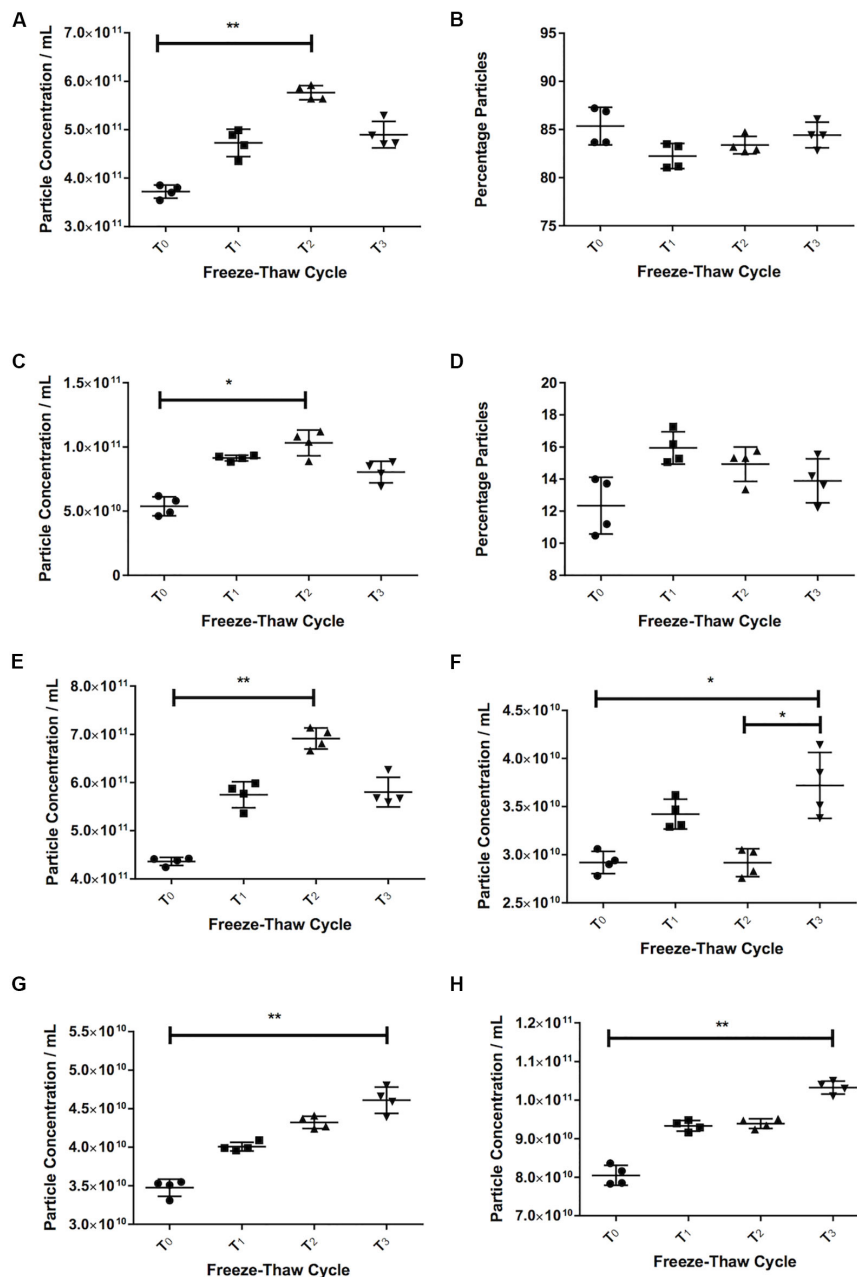 A
**
7.0×10¹¹
6.0×10¹¹
5.0×10¹¹
4.0×10¹¹
3.0×10¹¹
Particle Concentration / mL
T0 T1 T2 T3
Freeze-Thaw Cycle
B
95
90
85
80
75
Percentage Particles
T0 T1 T2 T3
Freeze-Thaw Cycle
C
*
1.5×10¹¹
1.0×10¹¹
5.0×10¹⁰
0
Particle Concentration / mL
T0 T1 T2 T3
Freeze-Thaw Cycle
D
20
18
16
14
12
10
8
Percentage Particles
T0 T1 T2 T3
Freeze-Thaw Cycle
E
**
8.0×10¹¹
7.0×10¹¹
6.0×10¹¹
5.0×10¹¹
4.0×10¹¹
Particle Concentration / mL
T0 T1 T2 T3
Freeze-Thaw Cycle
F
*
*
4.5×10¹⁰
4.0×10¹⁰
3.5×10¹⁰
3.0×10¹⁰
2.5×10¹⁰
Particle Concentration / mL
T0 T1 T2 T3
Freeze-Thaw Cycle
G
**
5.5×10¹⁰
5.0×10¹⁰
4.5×10¹⁰
4.0×10¹⁰
3.5×10¹⁰
3.0×10¹⁰
Particle Concentration / mL
T0 T1 T2 T3
Freeze-Thaw Cycle
H
**
1.2×10¹¹
1.1×10¹¹
1.0×10¹¹
9.0×10¹⁰
8.0×10¹⁰
7.0×10¹⁰
Particle Concentration / mL
T0 T1 T2 T3
Freeze-Thaw Cycle